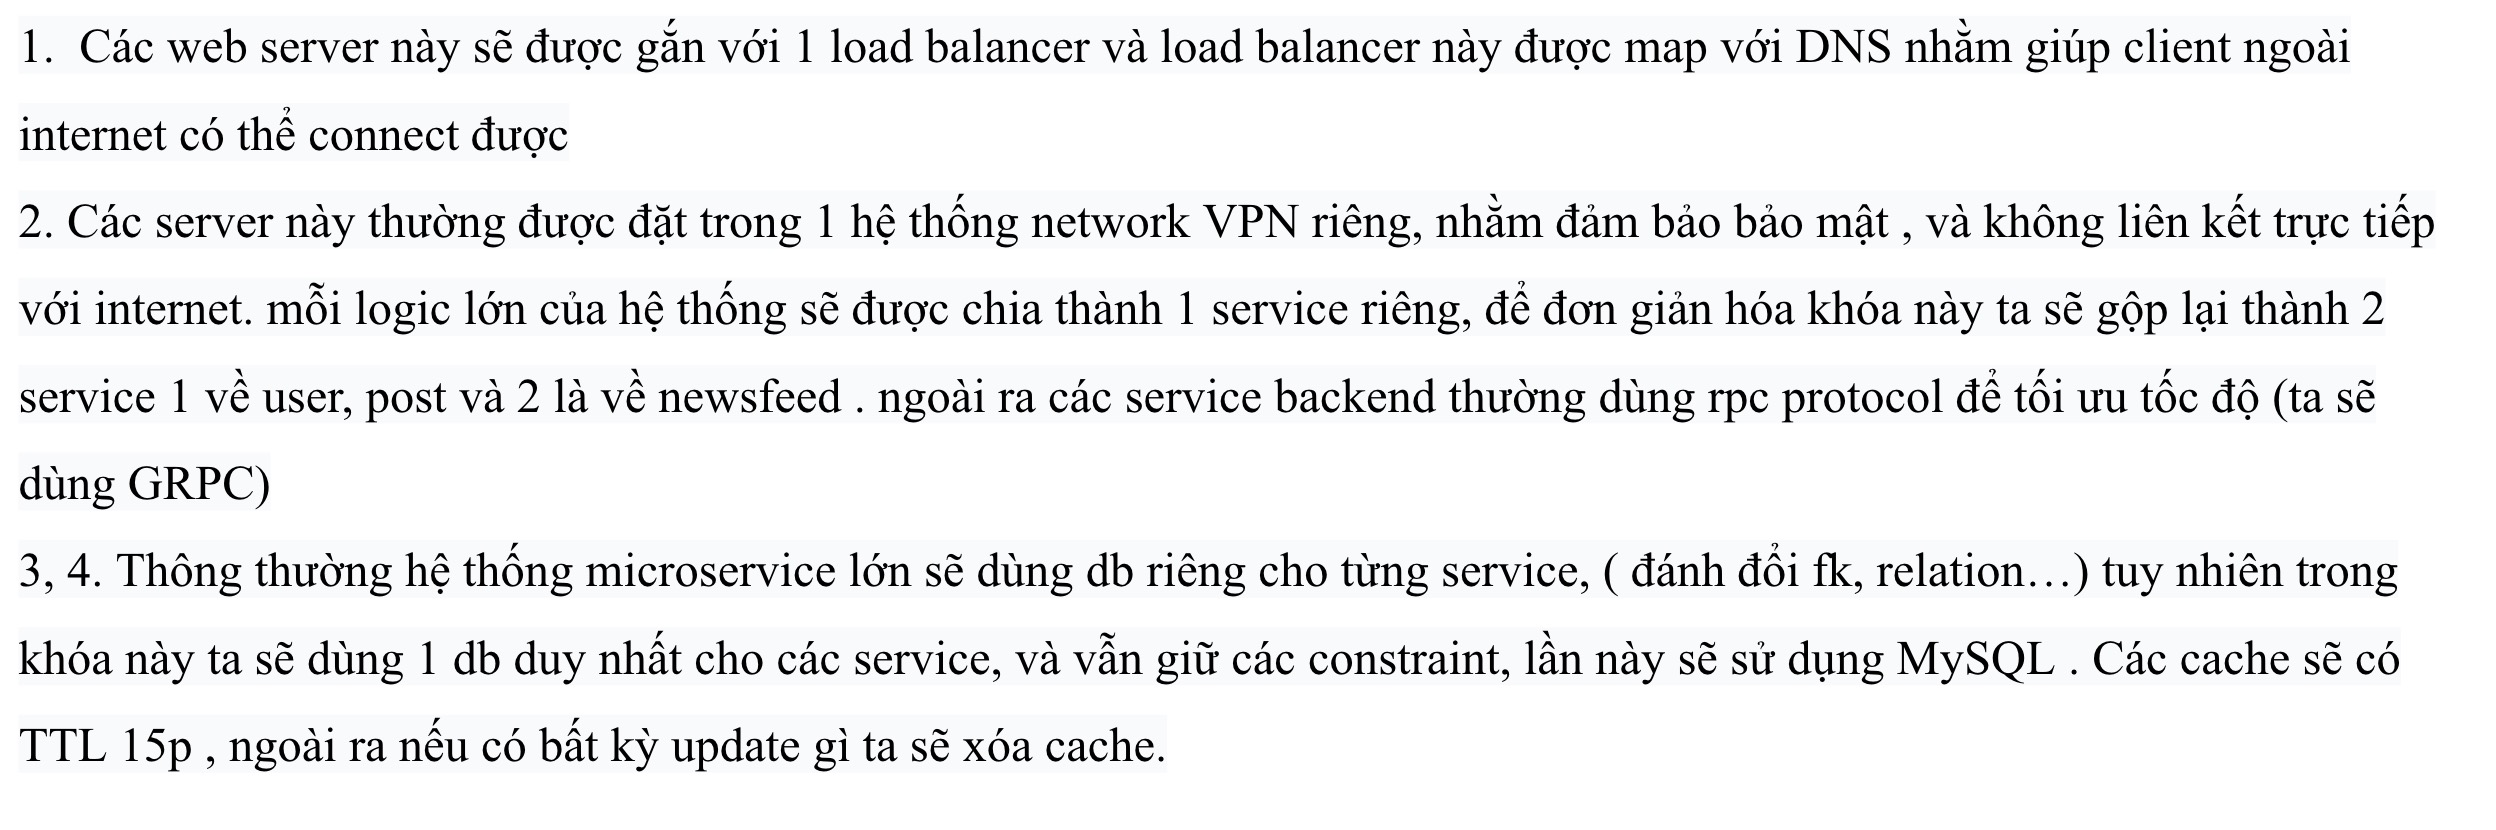 1.  Các web server này sẽ được gắn với 1 load balancer và load balancer này được map với DNS nhằm giúp client ngoài
internet có thể connect được
2. Các server này thường được đặt trong 1 hệ thống network VPN riêng, nhằm đảm bảo bảo mật , và không liên kết trực tiếp
với internet. mỗi logic lớn của hệ thống sẽ được chia thành 1 service riêng, để đơn giản hóa khóa này ta sẽ gộp lại thành 2
service 1 về user, post và 2 là về newsfeed . ngoài ra các service backend thường dùng rpc protocol để tối ưu tốc độ (ta sẽ
dùng GRPC)
3, 4. Thông thường hệ thống microservice lớn sẽ dùng db riêng cho từng service, ( đánh đổi fk, relation…) tuy nhiên trong
khóa này ta sẽ dùng 1 db duy nhất cho các service, và vẫn giữ các constraint, lần này sẽ sử dụng MySQL . Các cache sẽ có
TTL 15p , ngoài ra nếu có bất kỳ update gì ta sẽ xóa cache.